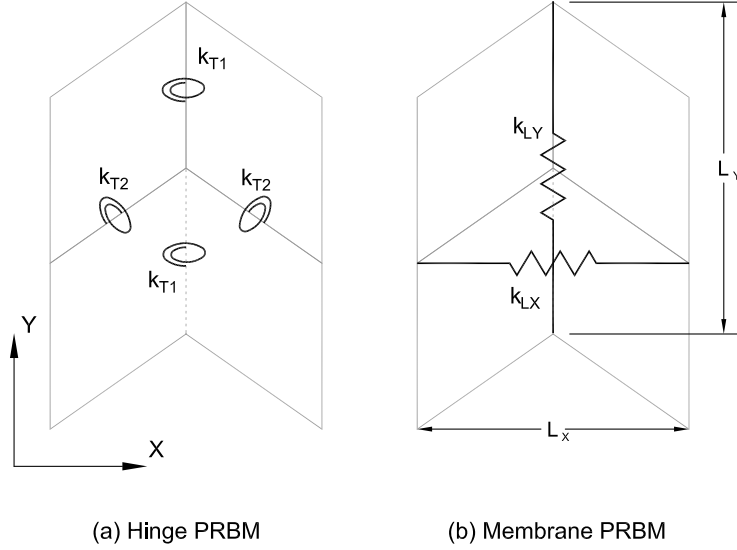 k_T1
k_T2
k_T2
k_T1
Y
X
(a) Hinge PRBM
k_LY
k_LX
L_Y
L_X
(b) Membrane PRBM